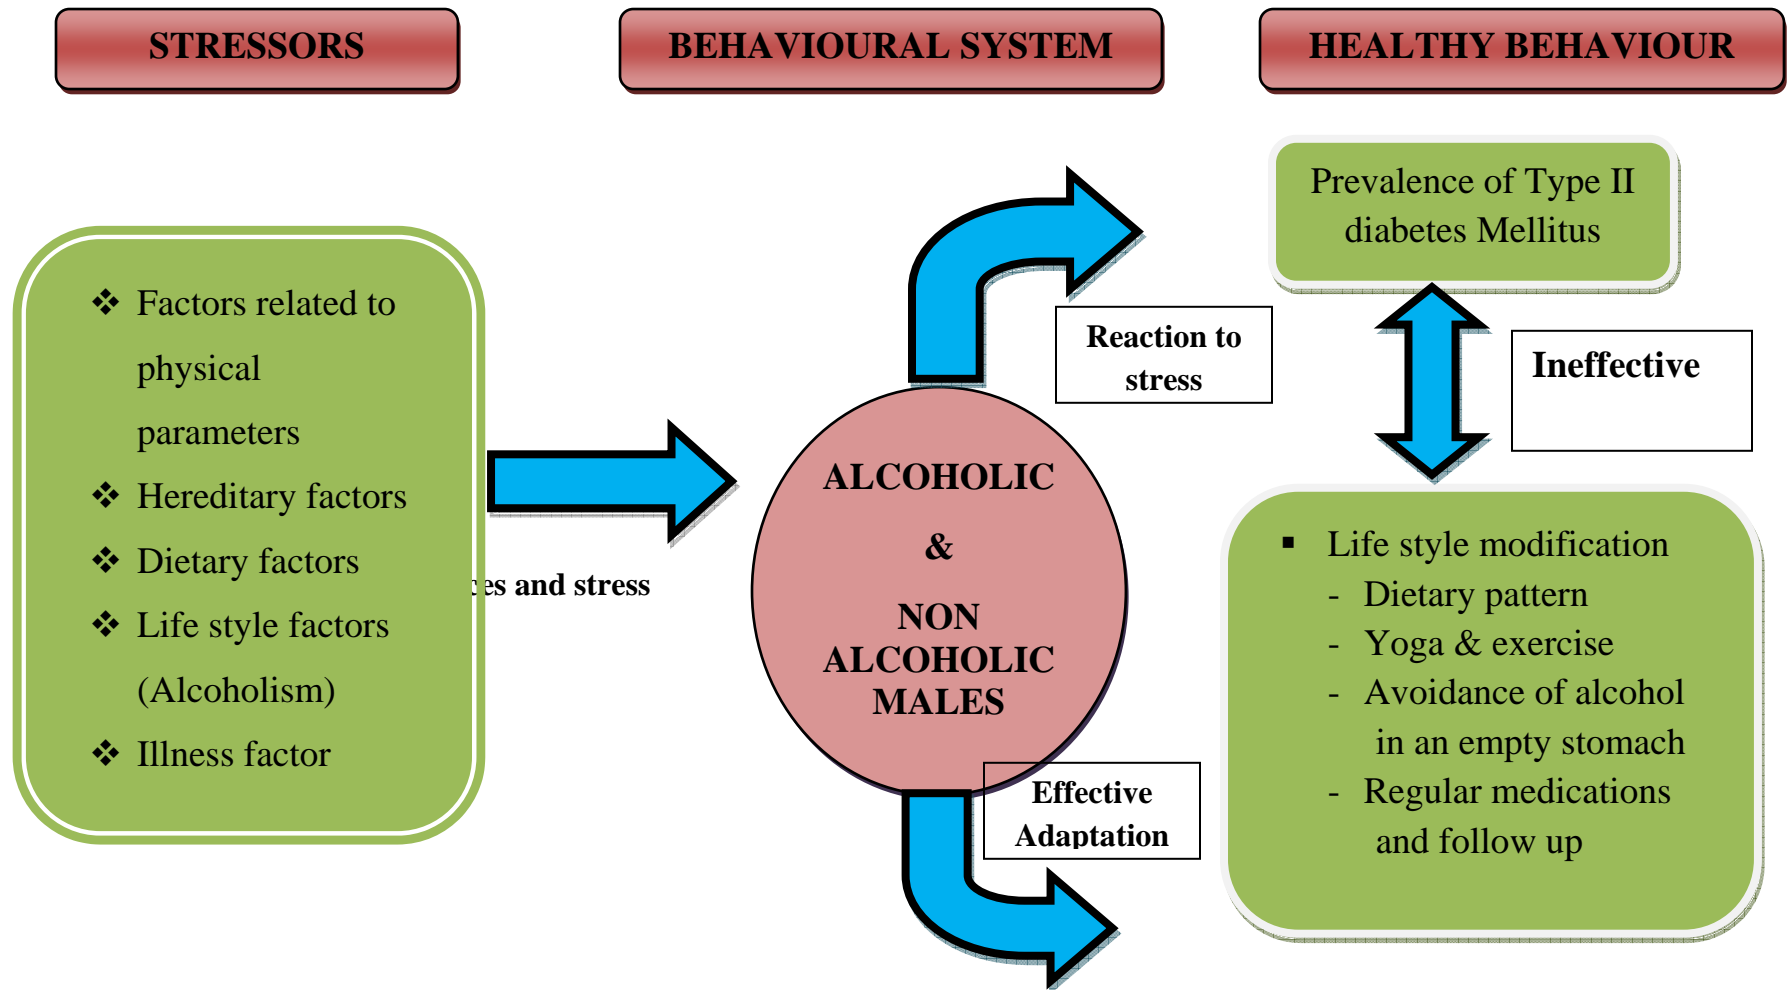 STRESSORS
BEHAVIOURAL SYSTEM
HEALTHY BEHAVIOUR
❖ Factors related to
physical
parameters
❖ Hereditary factors
❖ Dietary factors
❖ Life style factors
(Alcoholism)
❖ Illness factor
and stress
ALCOHOLIC
&
NON
ALCOHOLIC
MALES
Reaction to
stress
Effective
Adaptation
Prevalence of Type II
diabetes Mellitus
Ineffective
▪ Life style modification
- Dietary pattern
- Yoga & exercise
- Avoidance of alcohol
in an empty stomach
- Regular medications
and follow up